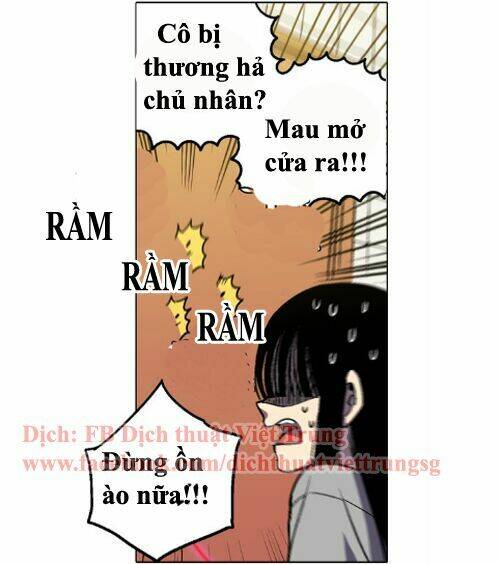 Cô bị
thương hả
chủ nhân?
Mau mở
cửa ra!!!
RẦM
RẦM
RẦM
Dịch: FB Dịch thuật Việt Trung
www.facebook.com/dichthuatviettrungsg
Đừng ồn
ào nữa!!!